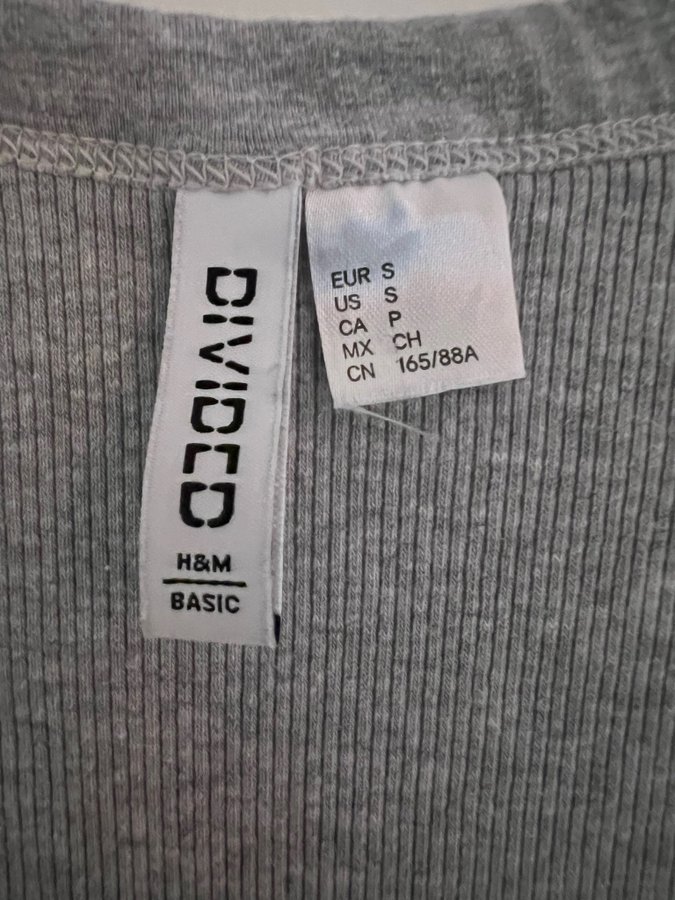 DIVIDED
H&M
BASIC
EUR S
US S
CA P
MX CH
CN 165/88A